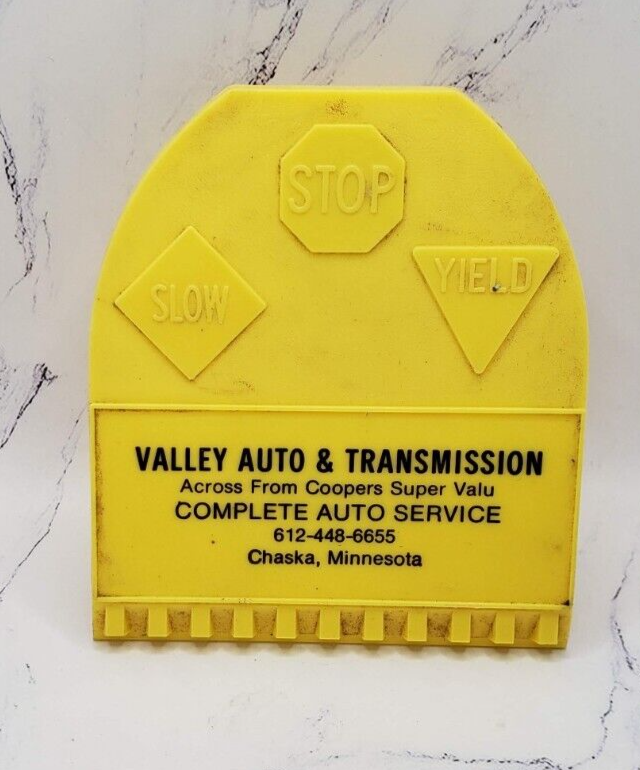 STOP
SLOW
YIELD
VALLEY AUTO & TRANSMISSION
Across From Coopers Super Valu
COMPLETE AUTO SERVICE
612-448-6655
Chaska, Minnesota